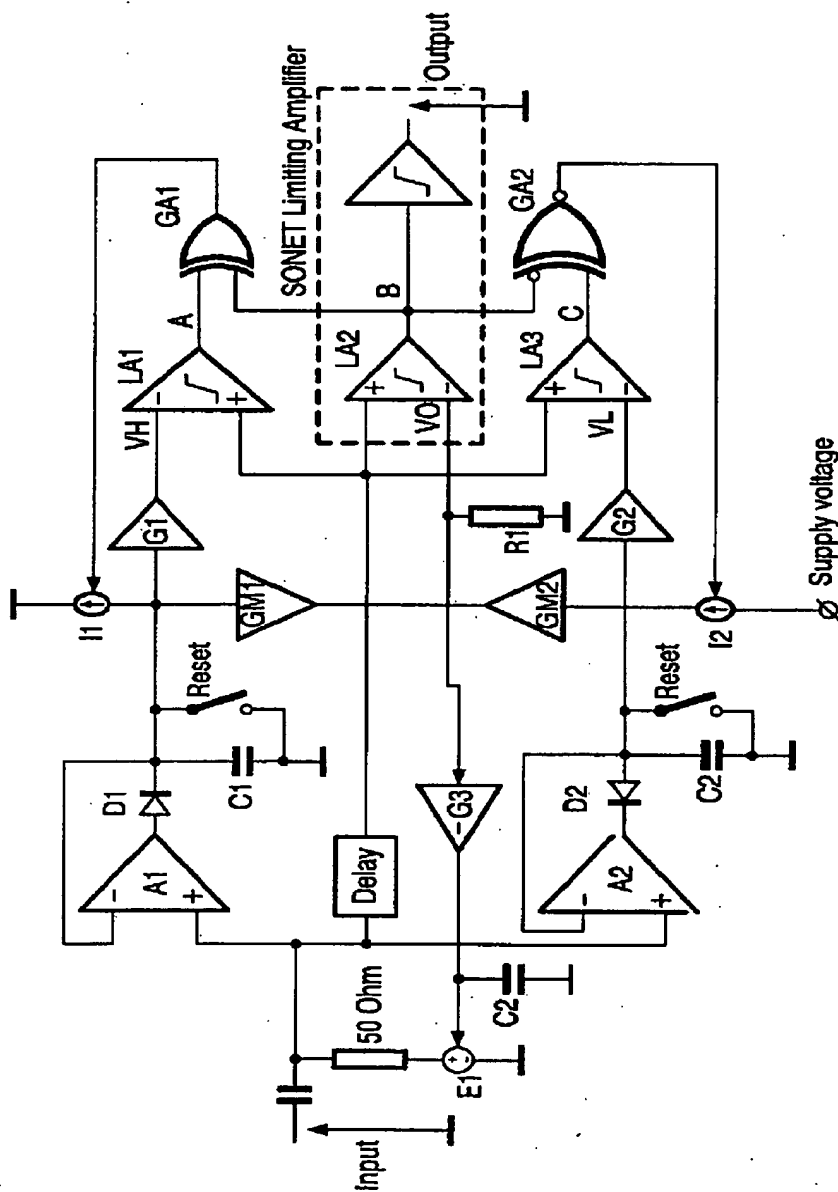 SONET Limiting Amplifier
GA1
Output
GA2
A
B
C
LA1
LA2
LA3
VH
VO
VL
-
+
+
-
+
-
G1
G2
R1
I1
GM1
GM2
I2
Supply voltage
Reset
Reset
D1
C1
D2
C2
G3
-
A1
-
+
Delay
A2
-
+
50 Ohm
C2
+
-
E1
Input